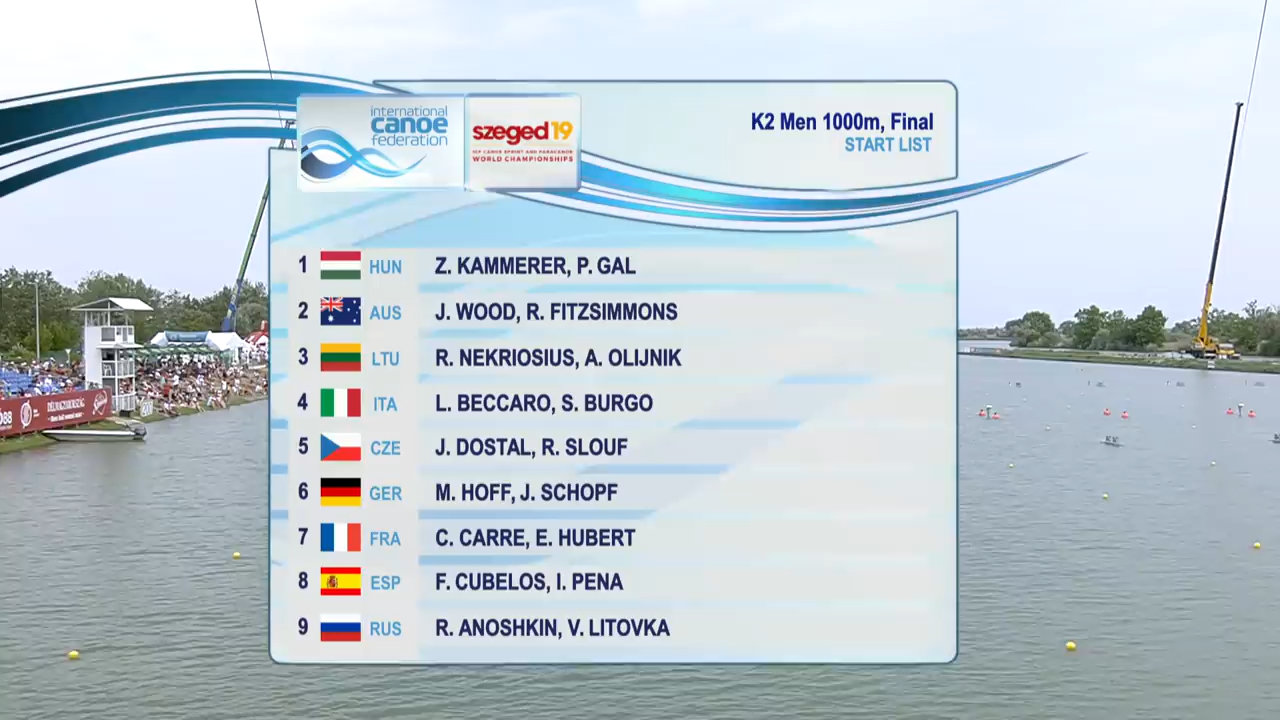 international
canoe
federation
szeged19
ICF CANOE SPRINT AND PARACANOE
WORLD CHAMPIONSHIPS
K2 Men 1000m, Final
START LIST
1 HUN Z. KAMMERER, P. GAL
2 AUS J. WOOD, R. FITZSIMMONS
3 LTU R. NEKRIOSIUS, A. OLIJNIK
4 ITA L. BECCARO, S. BURGO
5 CZE J. DOSTAL, R. SLOUF
6 GER M. HOFF, J. SCHOPF
7 FRA C. CARRE, E. HUBERT
8 ESP F. CUBELOS, I. PENA
9 RUS R. ANOSHKIN, V. LITOVKA
DÉLMAGYARORSZÁG